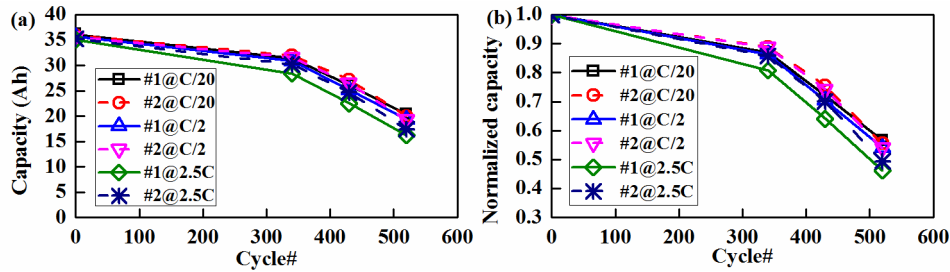 (a)
Capacity (Ah)
40
35
30
25
20
15
10
5
0
#1@C/20
#2@C/20
#1@C/2
#2@C/2
#1@2.5C
#2@2.5C
0 100 200 300 400 500 600
Cycle#
(b)
Normalized capacity
1.0
0.9
0.8
0.7
0.6
0.5
0.4
0.3
#1@C/20
#2@C/20
#1@C/2
#2@C/2
#1@2.5C
#2@2.5C
0 100 200 300 400 500 600
Cycle#